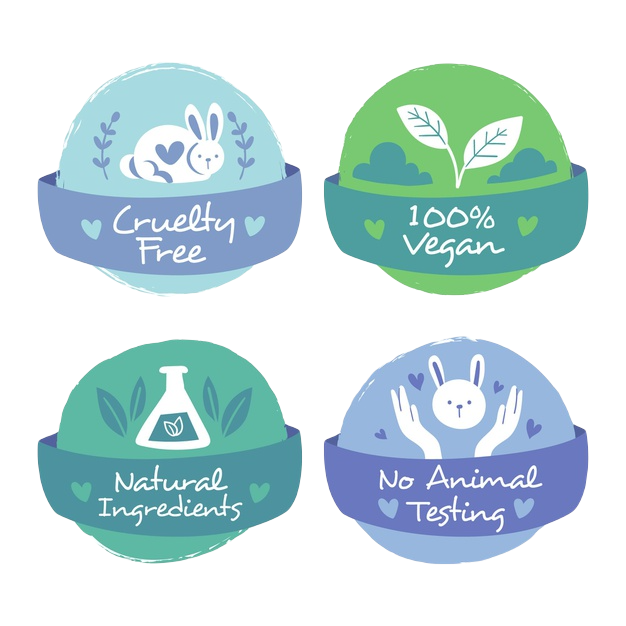 Cruelty
Free
100%
Vegan
Natural
Ingredients
No Animal
Testing